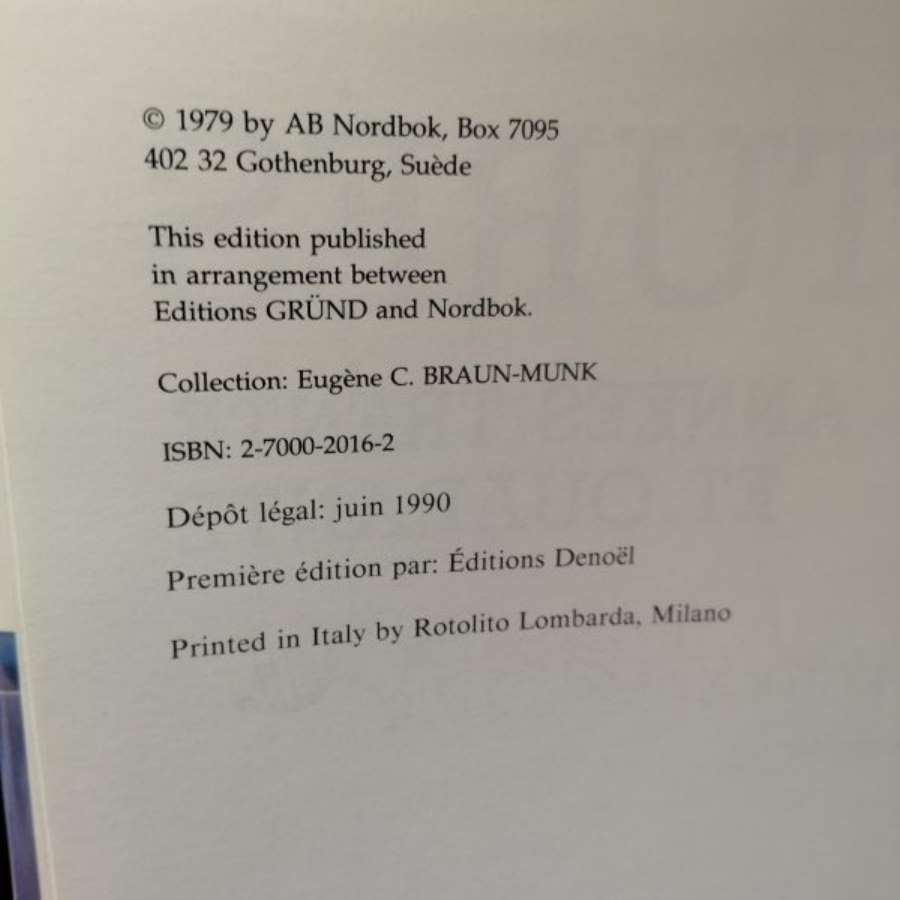 © 1979 by AB Nordbok, Box 7095
402 32 Gothenburg, Suède
This edition published
in arrangement between
Editions GRÜND and Nordbok.
Collection: Eugène C. BRAUN-MUNK
ISBN: 2-7000-2016-2
Dépôt légal: juin 1990
Première édition par: Éditions Denoël
Printed in Italy by Rotolito Lombarda, Milano